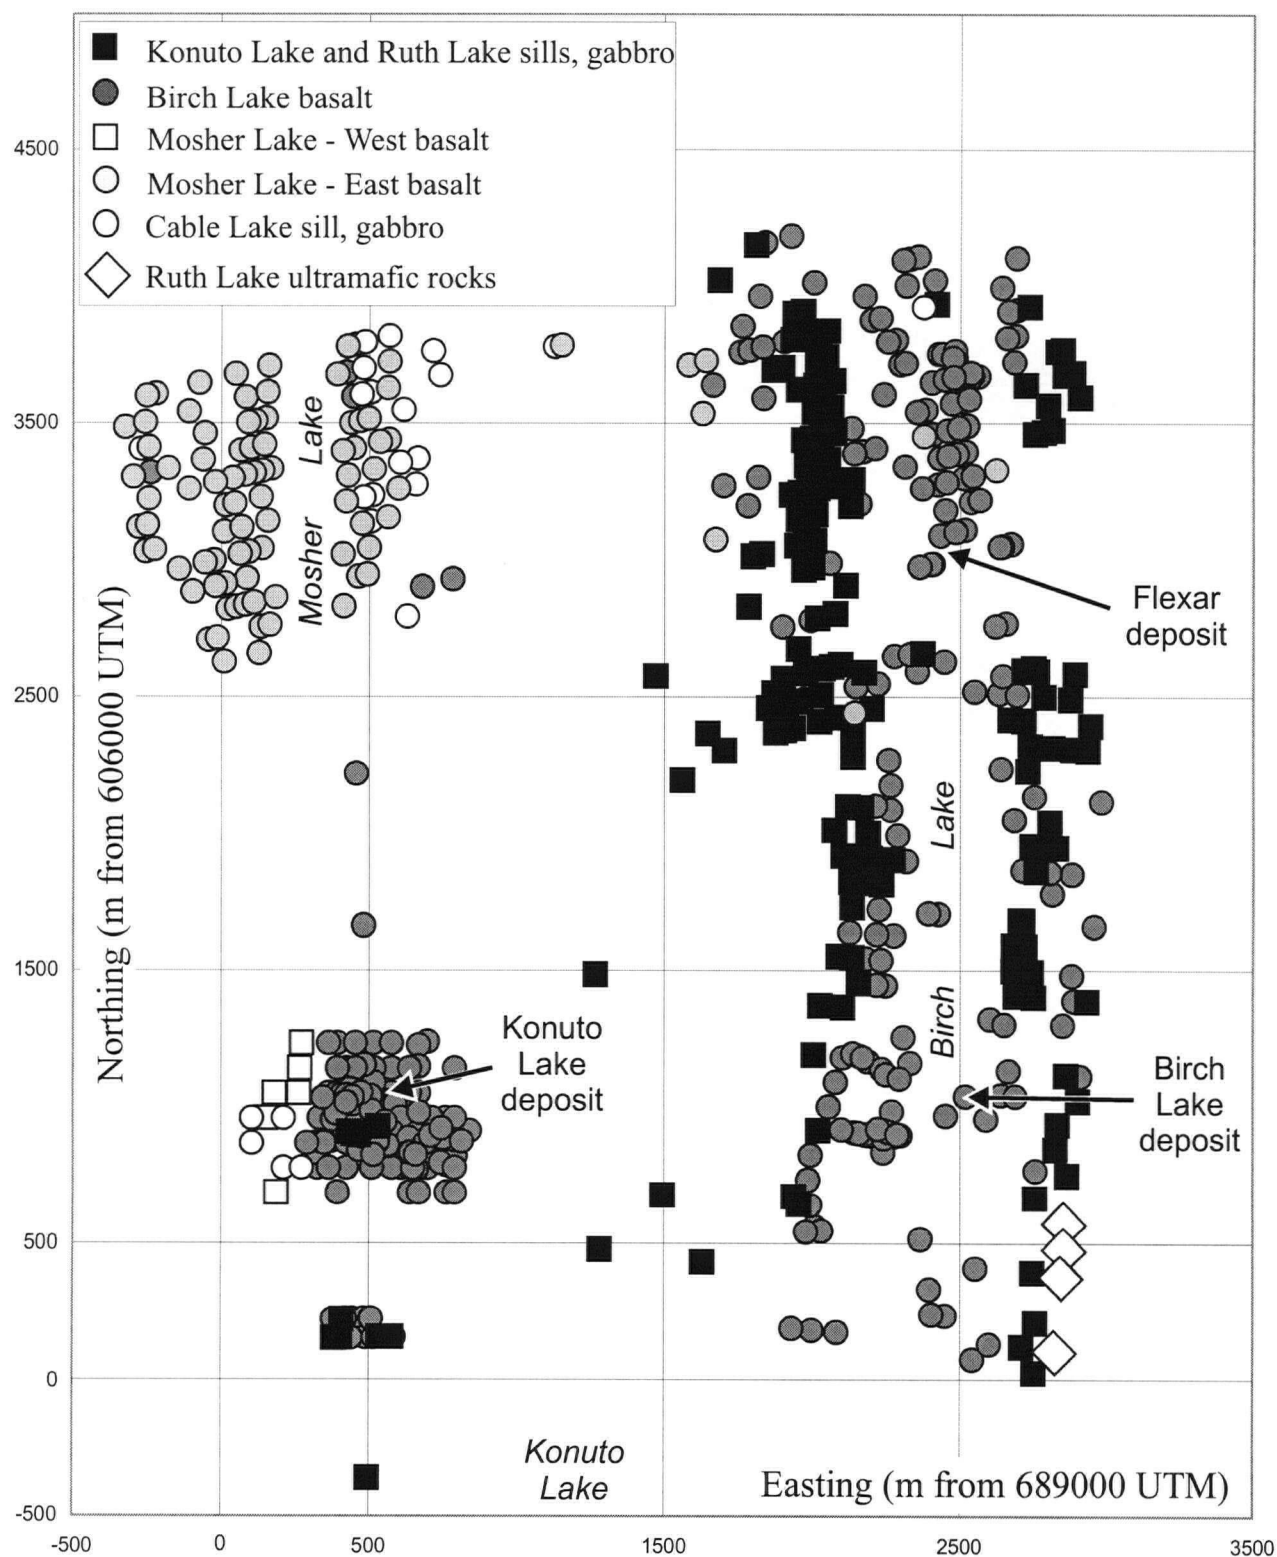 Konuto Lake and Ruth Lake sills, gabbro
Birch Lake basalt
Mosher Lake - West basalt
Mosher Lake - East basalt
Cable Lake sill, gabbro
Ruth Lake ultramafic rocks
4500
3500
2500
1500
500
0
-500
Northing (m from 606000 UTM)
Mosher Lake
Flexar
deposit
Birch Lake
Konuto
Lake
deposit
Birch
Lake
deposit
Konuto
Lake
Easting (m from 689000 UTM)
-500 0 500 1500 2500 3500